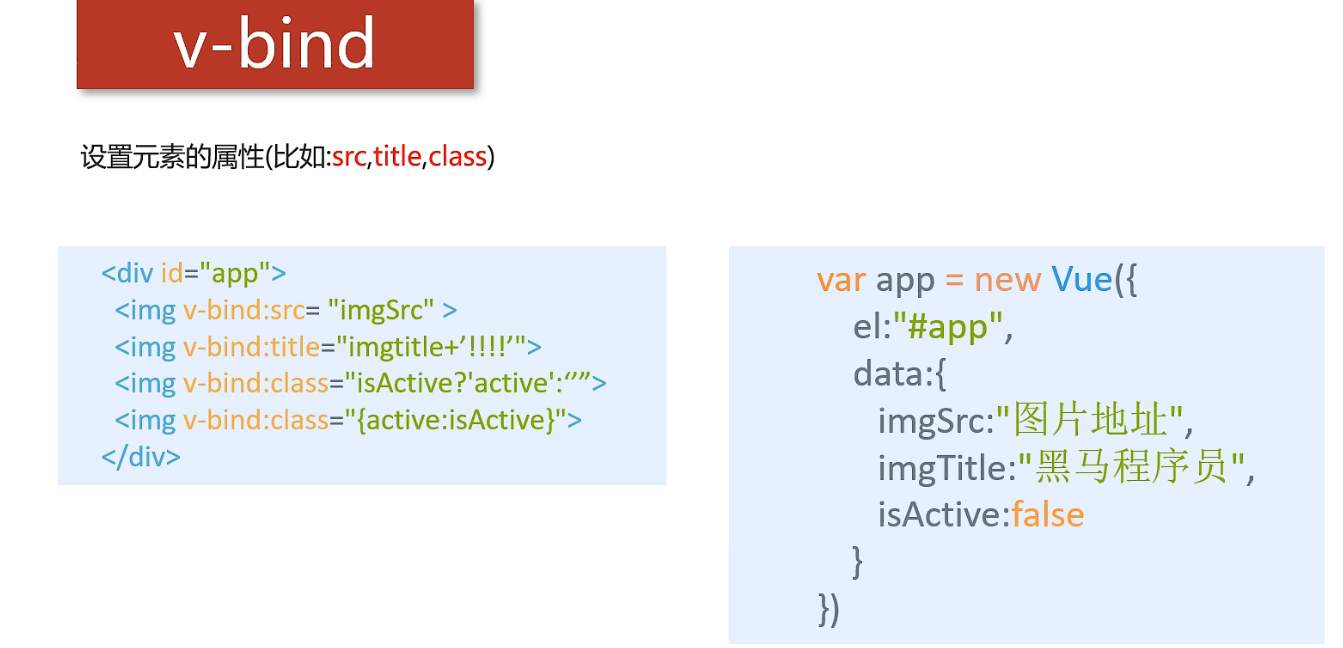 v-bind
设置元素的属性(比如:src,title,class)
<div id="app">
<img v-bind:src= "imgSrc" >
<img v-bind:title="imgtitle+’!!!!’">
<img v-bind:class="isActive?'active':‘’”>
<img v-bind:class="{active:isActive}">
</div>
var app = new Vue({
el:"#app",
data:{
imgSrc:"图片地址",
imgTitle:"黑马程序员",
isActive:false
}
})